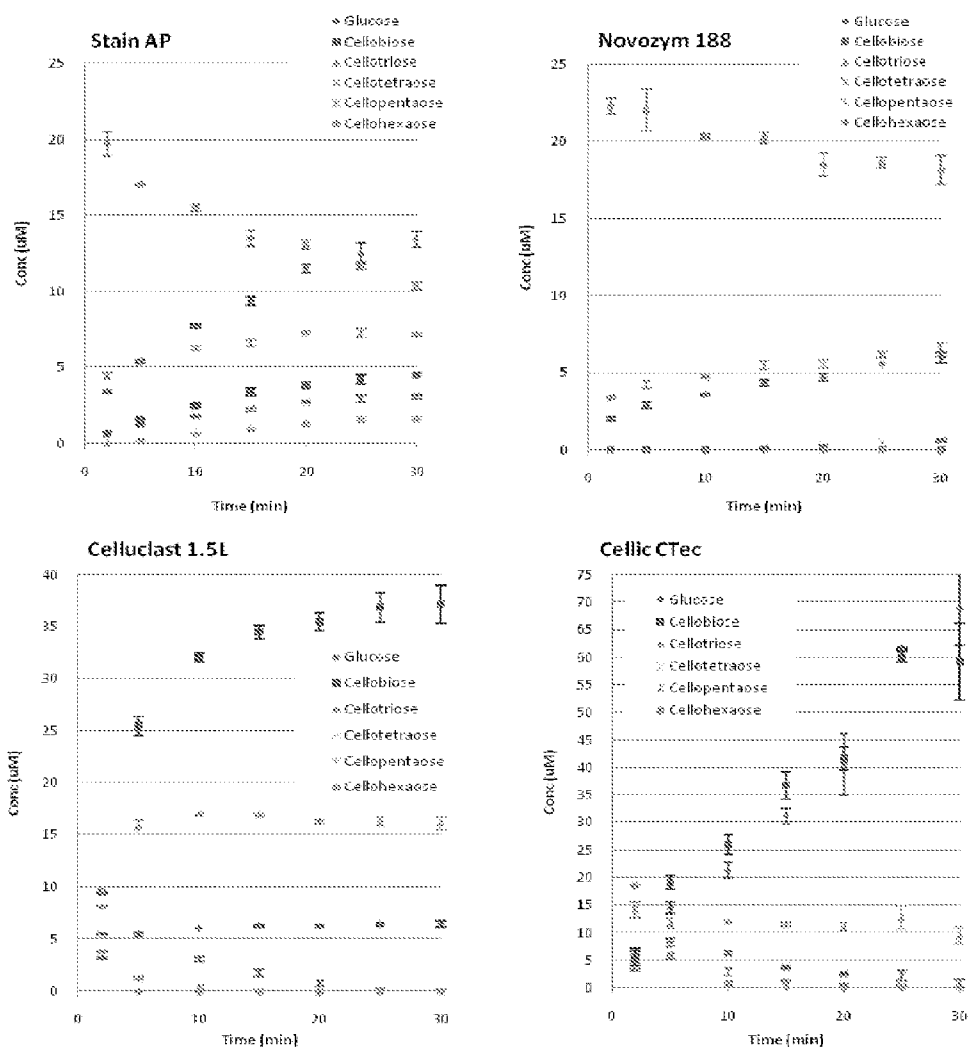 Stain AP
Glucose
Cellobiose
Cellotriose
Cellotetraose
Cellopentaose
Cellohexaose
25
20
15
10
5
0
Conc (uM)
0
10
20
30
Time (min)
Novozym 188
Glucose
Cellobiose
Cellotriose
Cellotetraose
Cellopentaose
Cellohexaose
25
20
15
10
5
0
Conc (uM)
0
10
20
30
Time (min)
Celluclast 1.5L
Glucose
Cellobiose
Cellotriose
Cellotetraose
Cellopentaose
Cellohexaose
40
35
30
25
20
15
10
5
0
Conc (uM)
0
10
20
30
Time (min)
Cellic CTec
Glucose
Cellobiose
Cellotriose
Cellotetraose
Cellopentaose
Cellohexaose
75
70
65
60
55
50
45
40
35
30
25
20
15
10
5
0
Conc (uM)
0
10
20
30
Time (min)